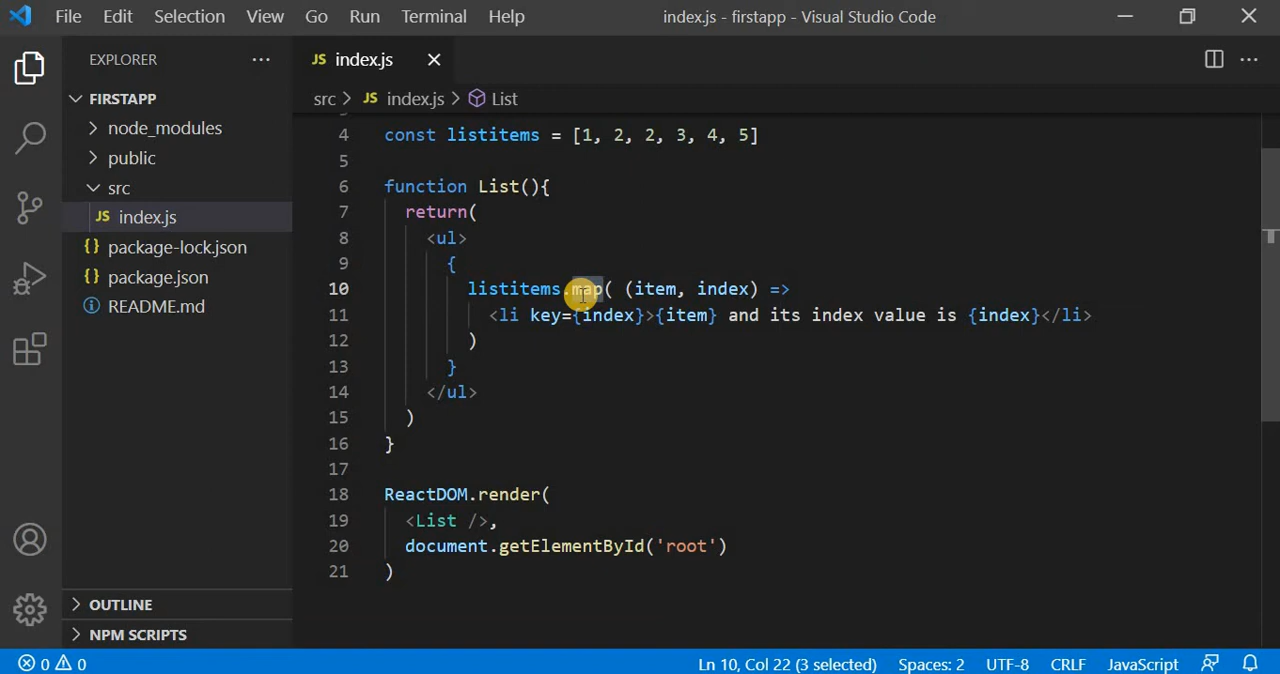 File Edit Selection View Go Run Terminal Help index.js - firstapp - Visual Studio Code
EXPLORER
FIRSTAPP
node_modules
public
src
JS index.js
{} package-lock.json
{} package.json
README.md
OUTLINE
NPM SCRIPTS
JS index.js
src > JS index.js > List
4 const listitems = [1, 2, 2, 3, 4, 5]
5
6 function List(){
7 return(
8 <ul>
9 {
10 listitems.map( (item, index) =>
11 <li key={index}>{item} and its index value is {index}</li>
12 )
13 }
14 </ul>
15 )
16 }
17
18 ReactDOM.render(
19 <List />,
20 document.getElementById('root')
21 )
0 0 Ln 10, Col 22 (3 selected) Spaces: 2 UTF-8 CRLF JavaScript